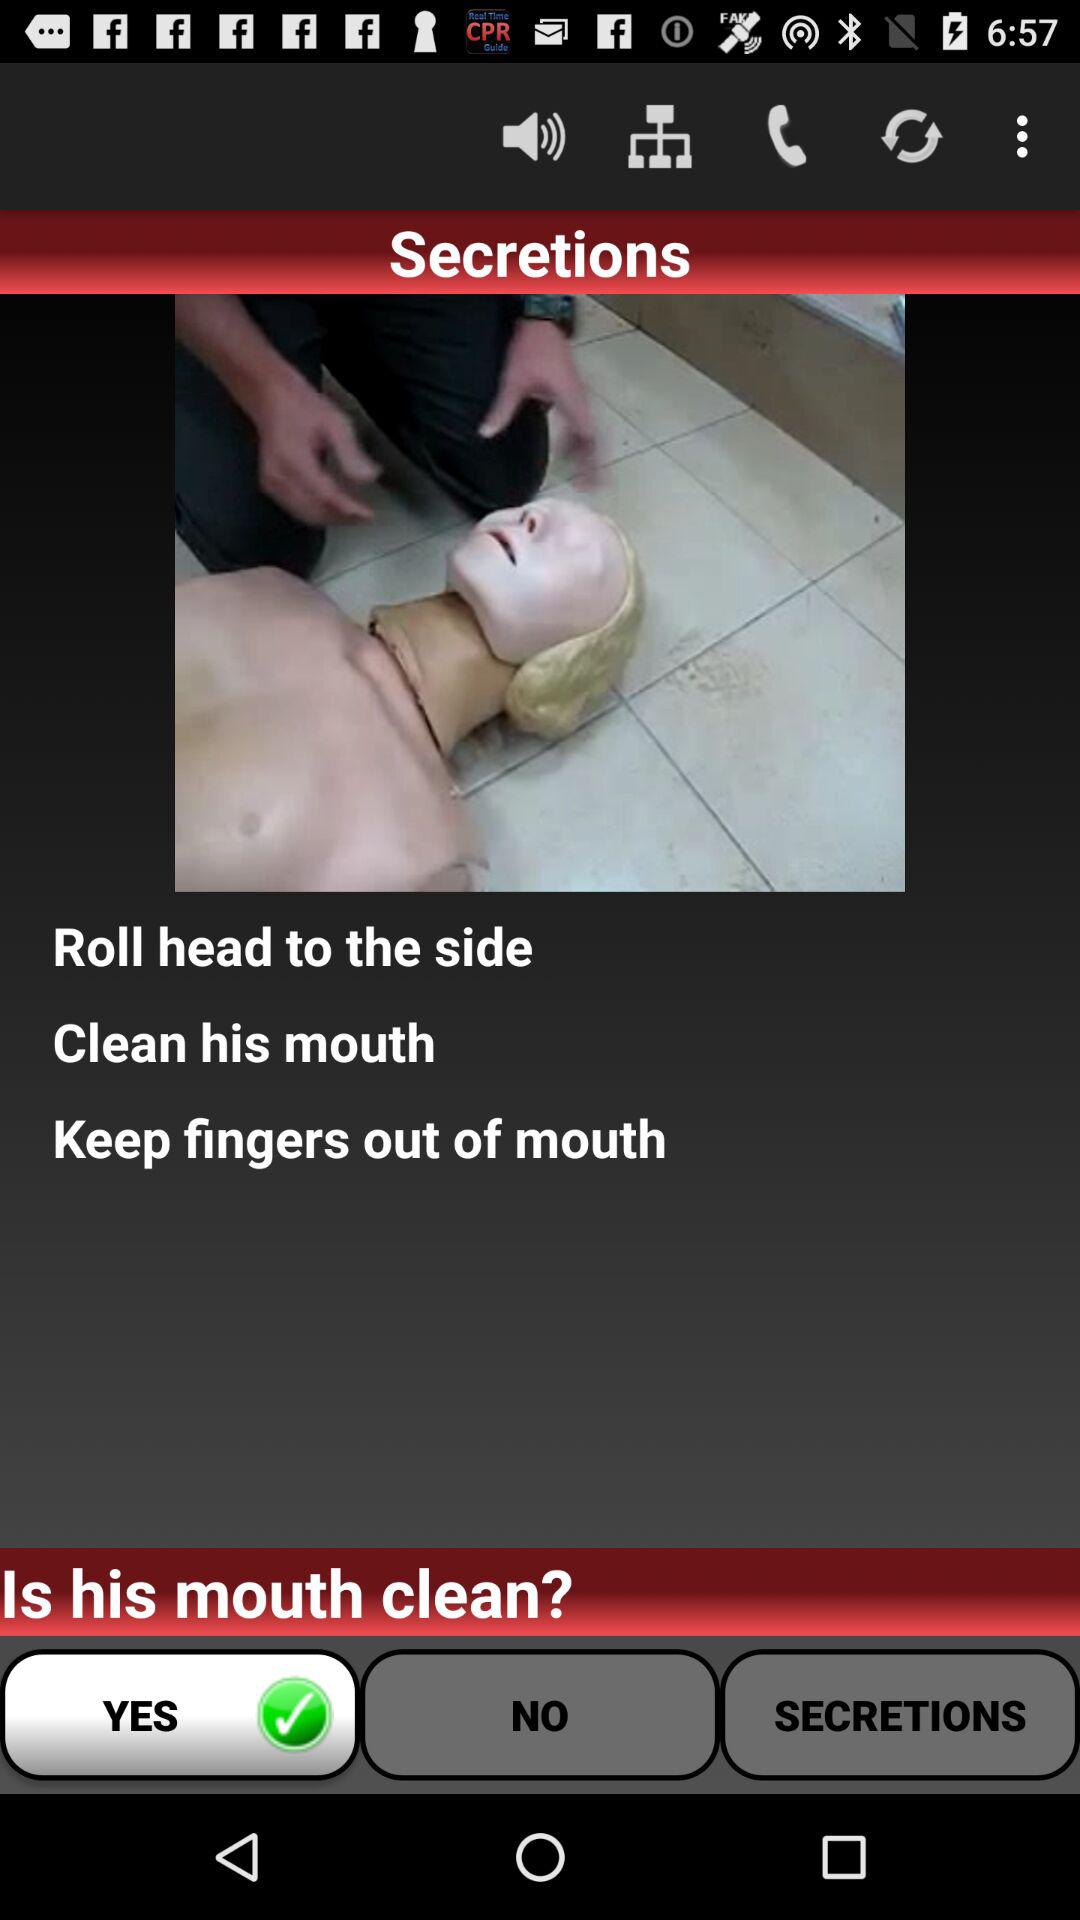 Real Time
CPR
Guide
FAKE
6:57
Secretions
Roll head to the side
Clean his mouth
Keep fingers out of mouth
Is his mouth clean?
YES
NO
SECRETIONS